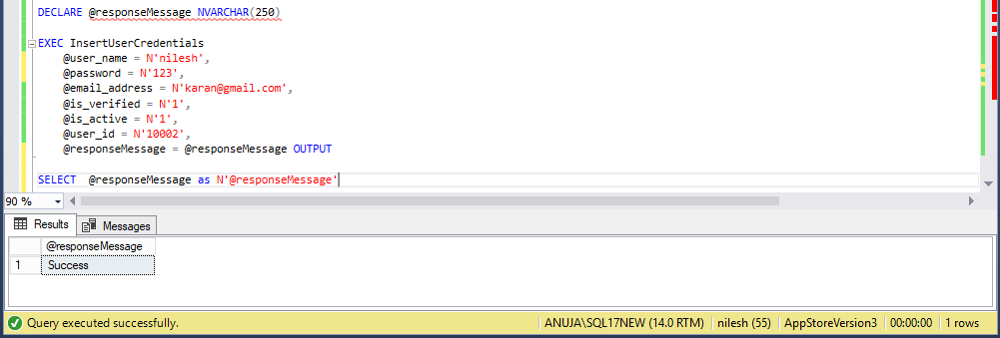 DECLARE @responseMessage NVARCHAR(250)
EXEC InsertUserCredentials
@user_name = N'nilesh',
@password = N'123',
@email_address = N'karan@gmail.com',
@is_verified = N'1',
@is_active = N'1',
@user_id = N'10002',
@responseMessage = @responseMessage OUTPUT
SELECT  @responseMessage as N'@responseMessage'
90 %
Results Messages
@responseMessage
1 Success
Query executed successfully. ANUJA\SQL17NEW (14.0 RTM) nilesh (55) AppStoreVersion3 00:00:00 1 rows